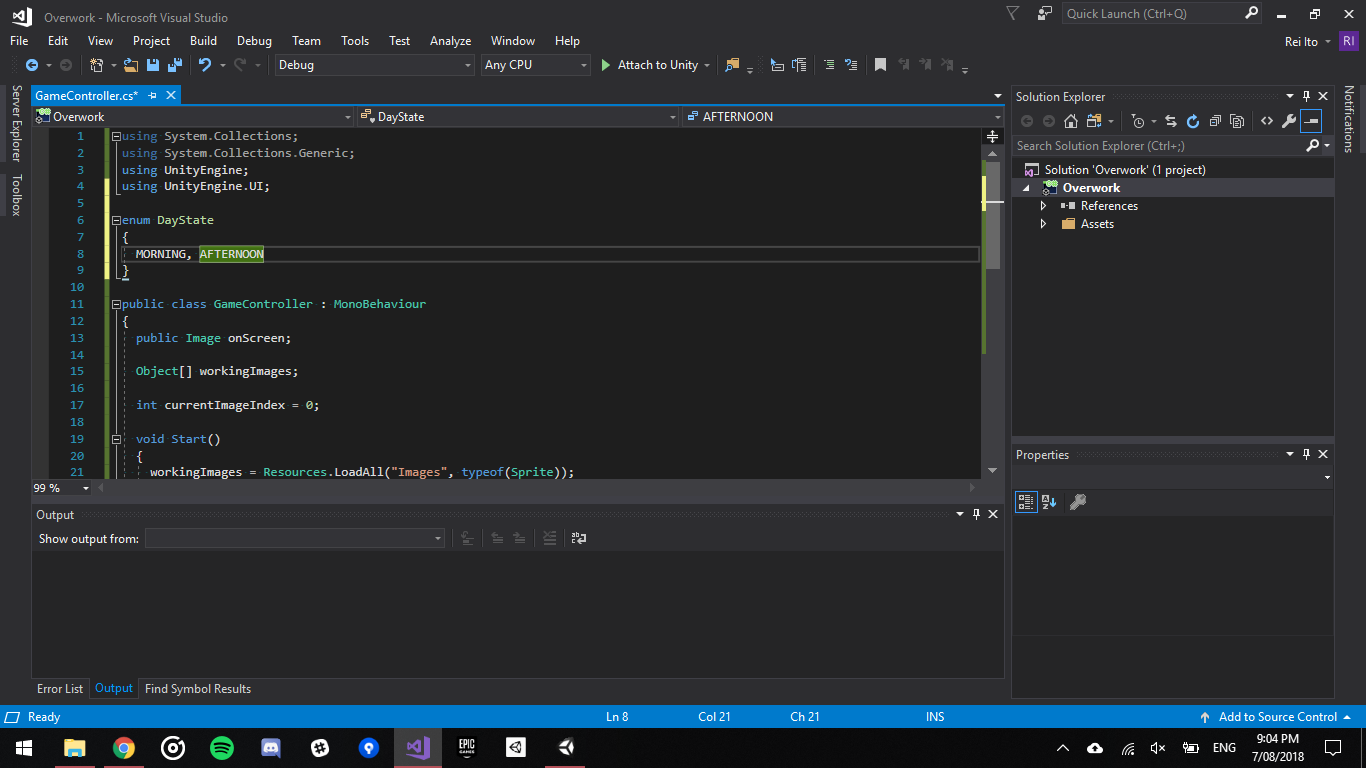 Overwork - Microsoft Visual Studio
Quick Launch (Ctrl+Q)
File Edit View Project Build Debug Team Tools Test Analyze Window Help
Rei Ito RI
Debug Any CPU Attach to Unity
Server Explorer
Toolbox
GameController.cs*
Overwork DayState AFTERNOON
1 using System.Collections;
2 using System.Collections.Generic;
3 using UnityEngine;
4 using UnityEngine.UI;
5
6 enum DayState
7 {
8 MORNING, AFTERNOON
9 }
10
11 public class GameController : MonoBehaviour
12 {
13 public Image onScreen;
14
15 Object[] workingImages;
16
17 int currentImageIndex = 0;
18
19 void Start()
20 {
21 workingImages = Resources.LoadAll("Images", typeof(Sprite));
99 %
Output
Show output from:
Error List Output Find Symbol Results
Solution Explorer
Search Solution Explorer (Ctrl+;)
Solution 'Overwork' (1 project)
Overwork
References
Assets
Properties
Notifications
Ready Ln 8 Col 21 Ch 21 INS Add to Source Control
EPIC GAMES
ENG
9:04 PM
7/08/2018